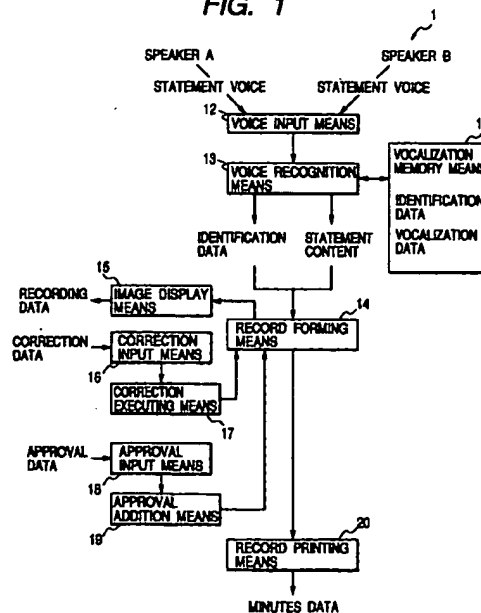 FIG. 1
1
SPEAKER A
SPEAKER B
STATEMENT VOICE
STATEMENT VOICE
12
VOICE INPUT MEANS
13
VOICE RECOGNITION
MEANS
VOCALIZATION
MEMORY MEANS
IDENTIFICATION
DATA
VOCALIZATION
DATA
IDENTIFICATION
DATA
STATEMENT
CONTENT
15
IMAGE DISPLAY
MEANS
RECORDING
DATA
14
RECORD FORMING
MEANS
CORRECTION
DATA
CORRECTION
INPUT MEANS
16
CORRECTION
EXECUTING MEANS
17
APPROVAL
DATA
APPROVAL
INPUT MEANS
18
APPROVAL
ADDITION MEANS
19
20
RECORD PRINTING
MEANS
MINUTES DATA